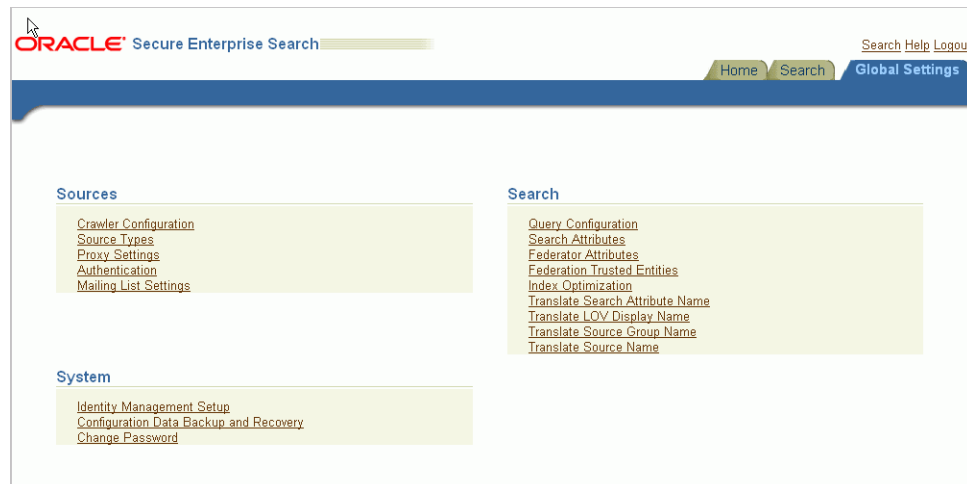 ORACLE Secure Enterprise Search
Search Help Logou
Home Search Global Settings
Sources
Crawler Configuration
Source Types
Proxy Settings
Authentication
Mailing List Settings
Search
Query Configuration
Search Attributes
Federator Attributes
Federation Trusted Entities
Index Optimization
Translate Search Attribute Name
Translate LOV Display Name
Translate Source Group Name
Translate Source Name
System
Identity Management Setup
Configuration Data Backup and Recovery
Change Password